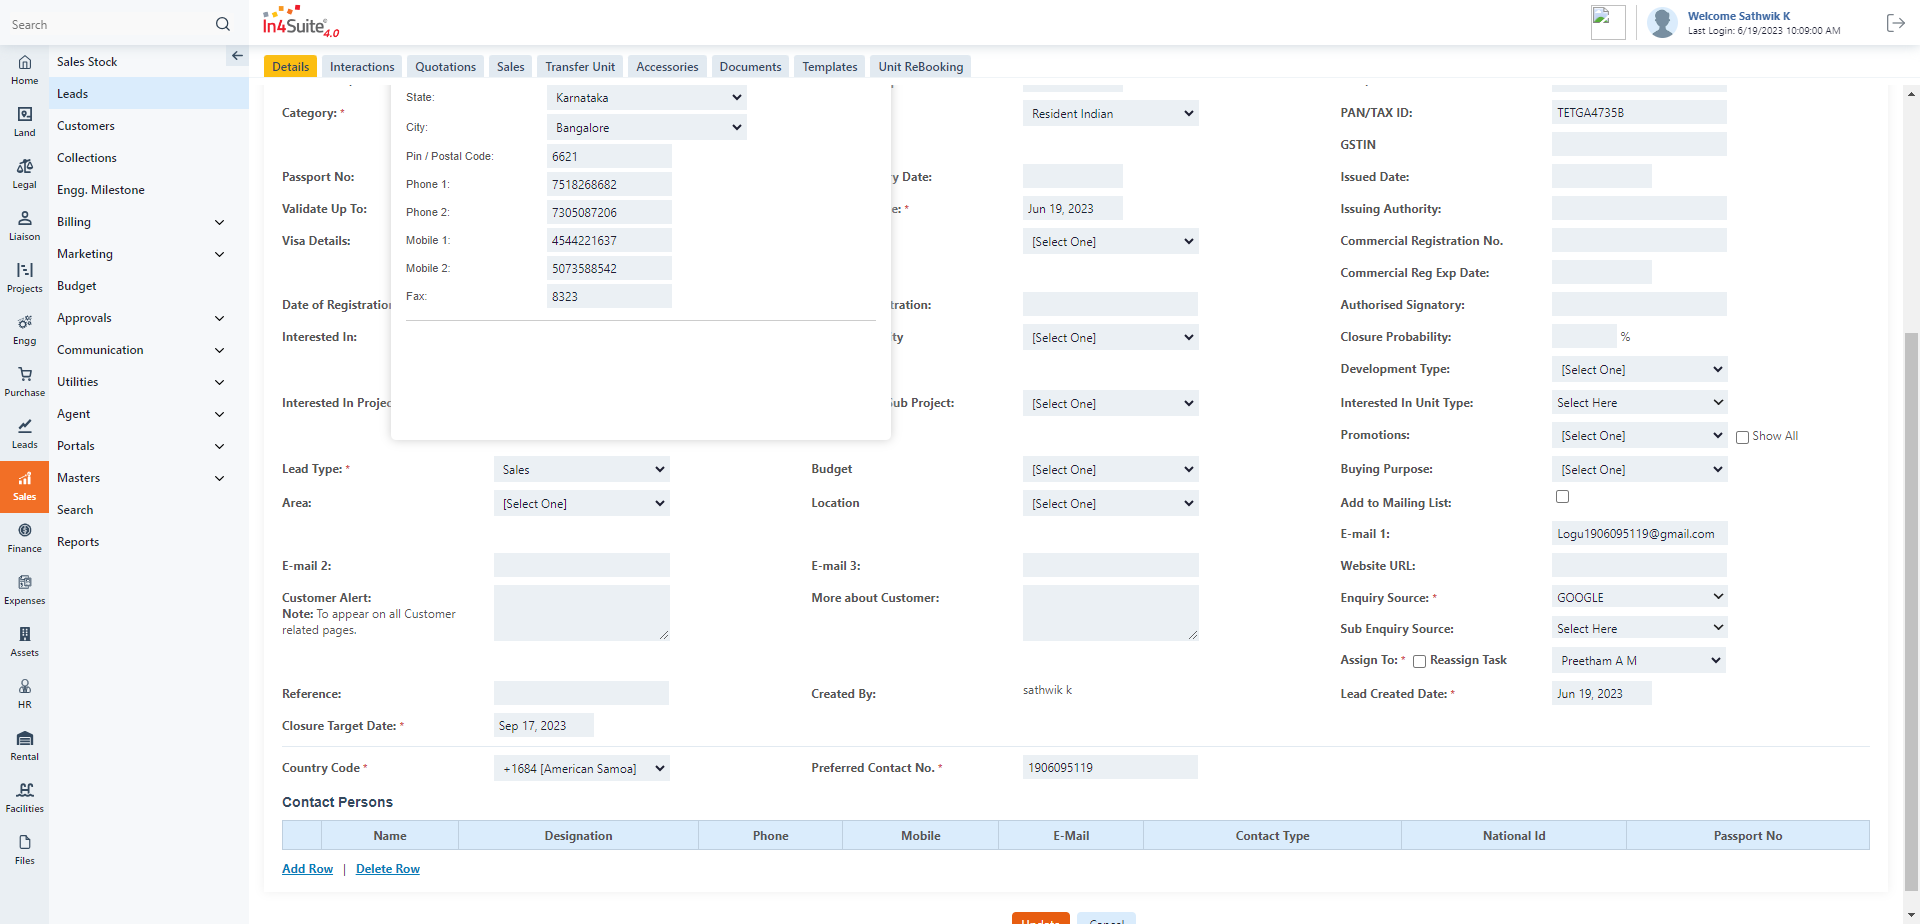 Search
In4Suite 4.0
Welcome Sathwik K
Last Login: 6/19/2023 10:09:00 AM
Home
Land
Legal
Liaison
Projects
Engg
Purchase
Leads
Sales
Finance
Expenses
Assets
HR
Rental
Facilities
Files
Sales Stock
Leads
Customers
Collections
Engg. Milestone
Billing
Marketing
Budget
Approvals
Communication
Utilities
Agent
Portals
Masters
Search
Reports
Details Interactions Quotations Sales Transfer Unit Accessories Documents Templates Unit ReBooking
State: Karnataka
City: Bangalore
Pin / Postal Code: 6621
Phone 1: 7518268682
Phone 2: 7305087206
Mobile 1: 4544221637
Mobile 2: 5073588542
Fax: 8323
Category: * Resident Indian PAN/TAX ID: TETGA4735B
GSTIN
Passport No: y Date: Issued Date:
Validate Up To: e: * Jun 19, 2023 Issuing Authority:
Visa Details: [Select One] Commercial Registration No.
Commercial Reg Exp Date:
Date of Registration tration: Authorised Signatory:
Interested In: ty [Select One] Closure Probability: %
Development Type: [Select One]
Interested In Projec Sub Project: [Select One] Interested In Unit Type: Select Here
Promotions: [Select One] Show All
Lead Type: * Sales Budget [Select One] Buying Purpose: [Select One]
Area: [Select One] Location [Select One] Add to Mailing List:
E-mail 1: Logu1906095119@gmail.com
E-mail 2: E-mail 3: Website URL:
Customer Alert: More about Customer: Enquiry Source: * GOOGLE
Note: To appear on all Customer
related pages.
Sub Enquiry Source: Select Here
Assign To: * Reassign Task Preetham A M
Reference: Created By: sathwik k Lead Created Date: * Jun 19, 2023
Closure Target Date: * Sep 17, 2023
Country Code * +1684 [American Samoa] Preferred Contact No. * 1906095119
Contact Persons
Name Designation Phone Mobile E-Mail Contact Type National Id Passport No
Add Row | Delete Row
Update Cancel